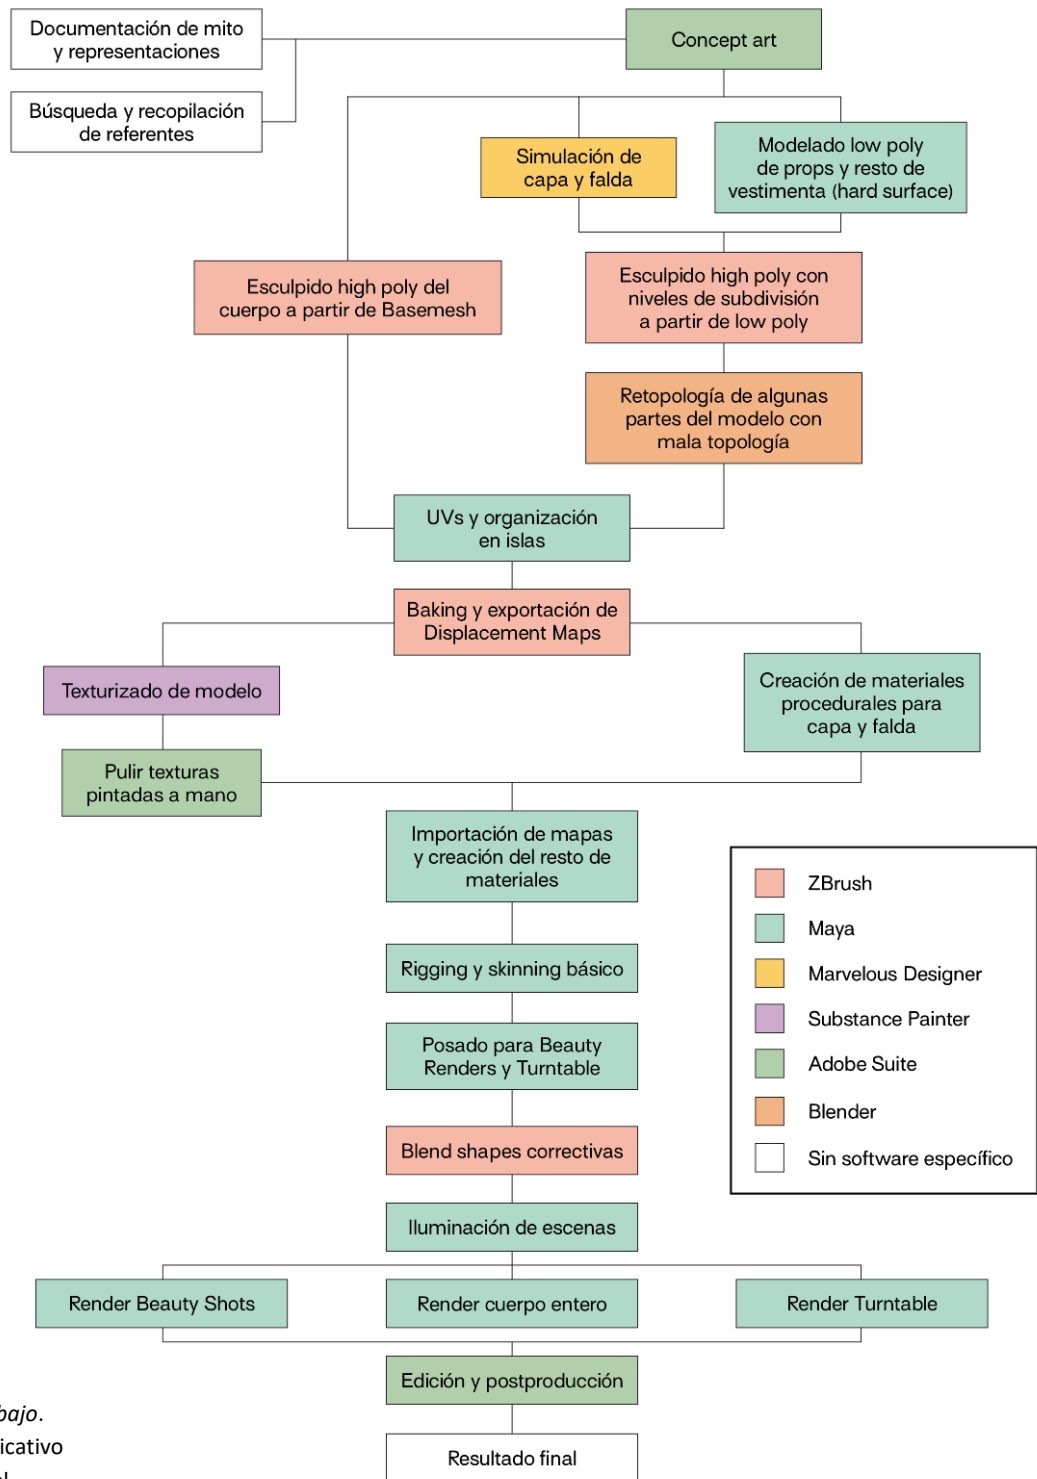 Documentación de mito
y representaciones
Concept art
Búsqueda y recopilación
de referentes
Simulación de
capa y falda
Modelado low poly
de props y resto de
vestimenta (hard surface)
Esculpido high poly del
cuerpo a partir de Basemesh
Esculpido high poly con
niveles de subdivisión
a partir de low poly
Retopología de algunas
partes del modelo con
mala topología
UVs y organización
en islas
Baking y exportación de
Displacement Maps
Texturizado de modelo
Creación de materiales
procedurales para
capa y falda
Pulir texturas
pintadas a mano
Importación de mapas
y creación del resto de
materiales
Rigging y skinning básico
Posado para Beauty
Renders y Turntable
Blend shapes correctivas
Iluminación de escenas
Render Beauty Shots
Render cuerpo entero
Render Turntable
Edición y postproducción
Resultado final
ZBrush
Maya
Marvelous Designer
Substance Painter
Adobe Suite
Blender
Sin software específico
bajo.
icativo